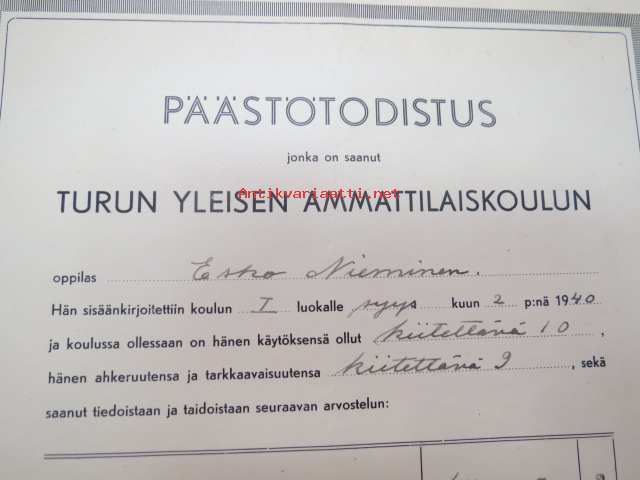 PÄÄSTÖTODISTUS
jonka on saanut
Antikvariaatti.net
TURUN YLEISEN AMMATTILAISKOULUN
oppilas Esko Nieminen.
Hän sisäänkirjoitettiin koulun I luokalle syys kuun 2 p:nä 1940
ja koulussa ollessaan on hänen käytöksensä ollut kiitettävä 10,
hänen ahkeruutensa ja tarkkaavaisuutensa kiitettävä 9, sekä
saanut tiedoistaan ja taidoistaan seuraavan arvostelun: